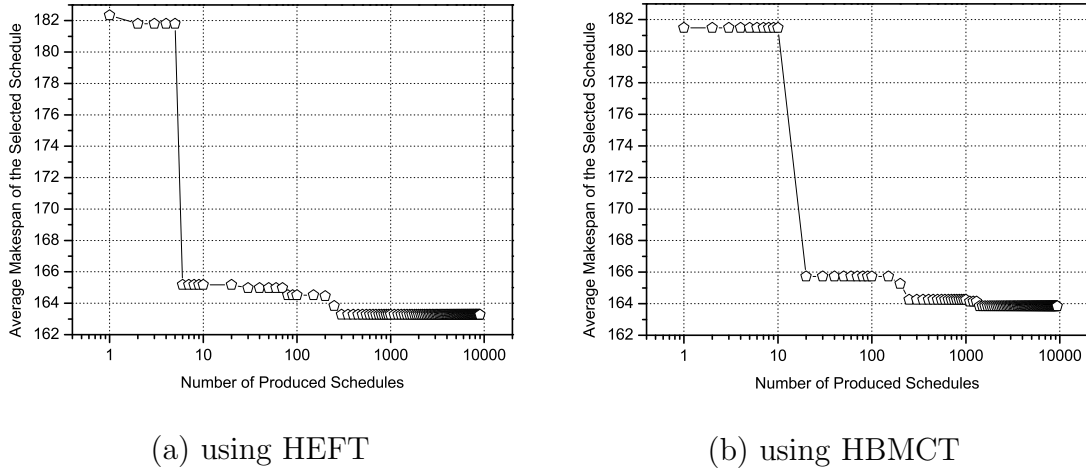 Average Makespan of the Selected Schedule
182
180
178
176
174
172
170
168
166
164
162
1 10 100 1000 10000
Number of Produced Schedules
(a) using HEFT
Average Makespan of the Selected Schedule
182
180
178
176
174
172
170
168
166
164
162
1 10 100 1000 10000
Number of Produced Schedules
(b) using HBMCT